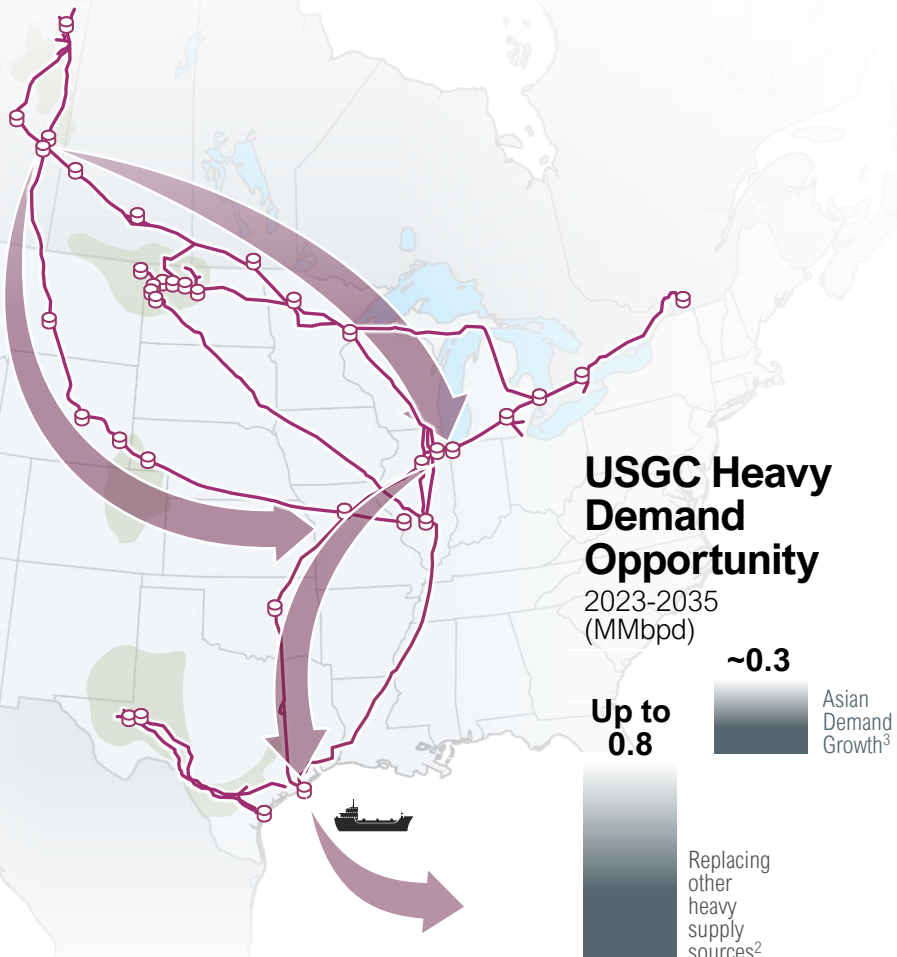 USGC Heavy
Demand
Opportunity
2023-2035
(MMbpd)
~0.3
Asian
Demand
Growth3
Up to
0.8
Replacing
other
heavy
supply
sources2